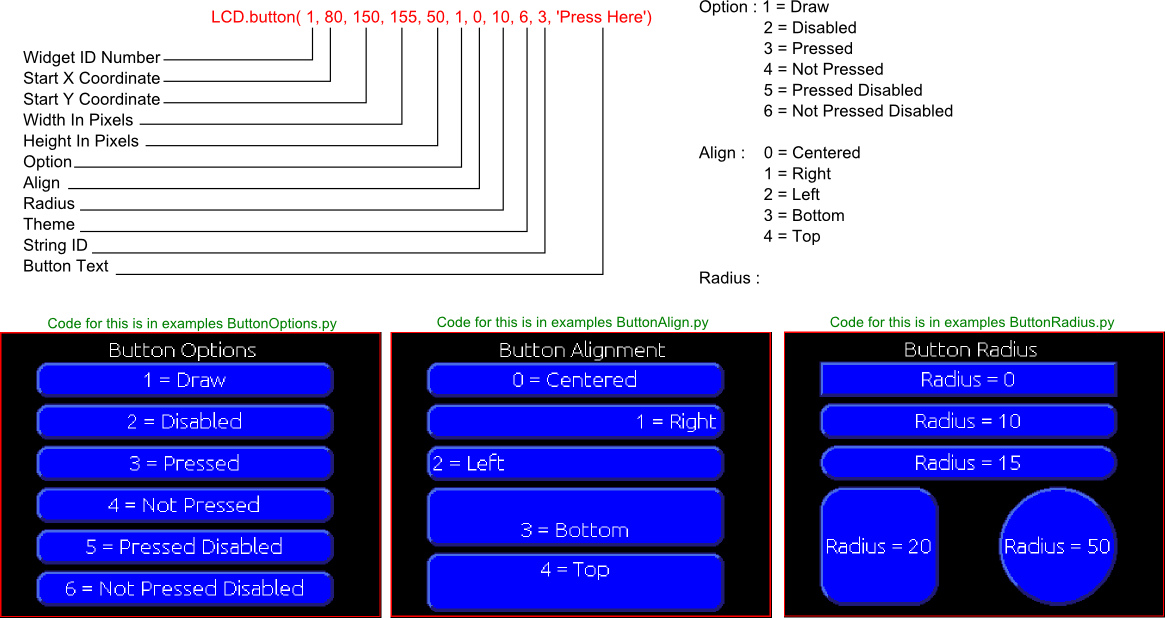 LCD.button( 1, 80, 150, 155, 50, 1, 0, 10, 6, 3, 'Press Here')
Widget ID Number
Start X Coordinate
Start Y Coordinate
Width In Pixels
Height In Pixels
Option
Align
Radius
Theme
String ID
Button Text
Option : 1 = Draw
2 = Disabled
3 = Pressed
4 = Not Pressed
5 = Pressed Disabled
6 = Not Pressed Disabled
Align : 0 = Centered
1 = Right
2 = Left
3 = Bottom
4 = Top
Radius :
Code for this is in examples ButtonOptions.py
Button Options
1 = Draw
2 = Disabled
3 = Pressed
4 = Not Pressed
5 = Pressed Disabled
6 = Not Pressed Disabled
Code for this is in examples ButtonAlign.py
Button Alignment
0 = Centered
1 = Right
2 = Left
3 = Bottom
4 = Top
Code for this is in examples ButtonRadius.py
Button Radius
Radius = 0
Radius = 10
Radius = 15
Radius = 20
Radius = 50